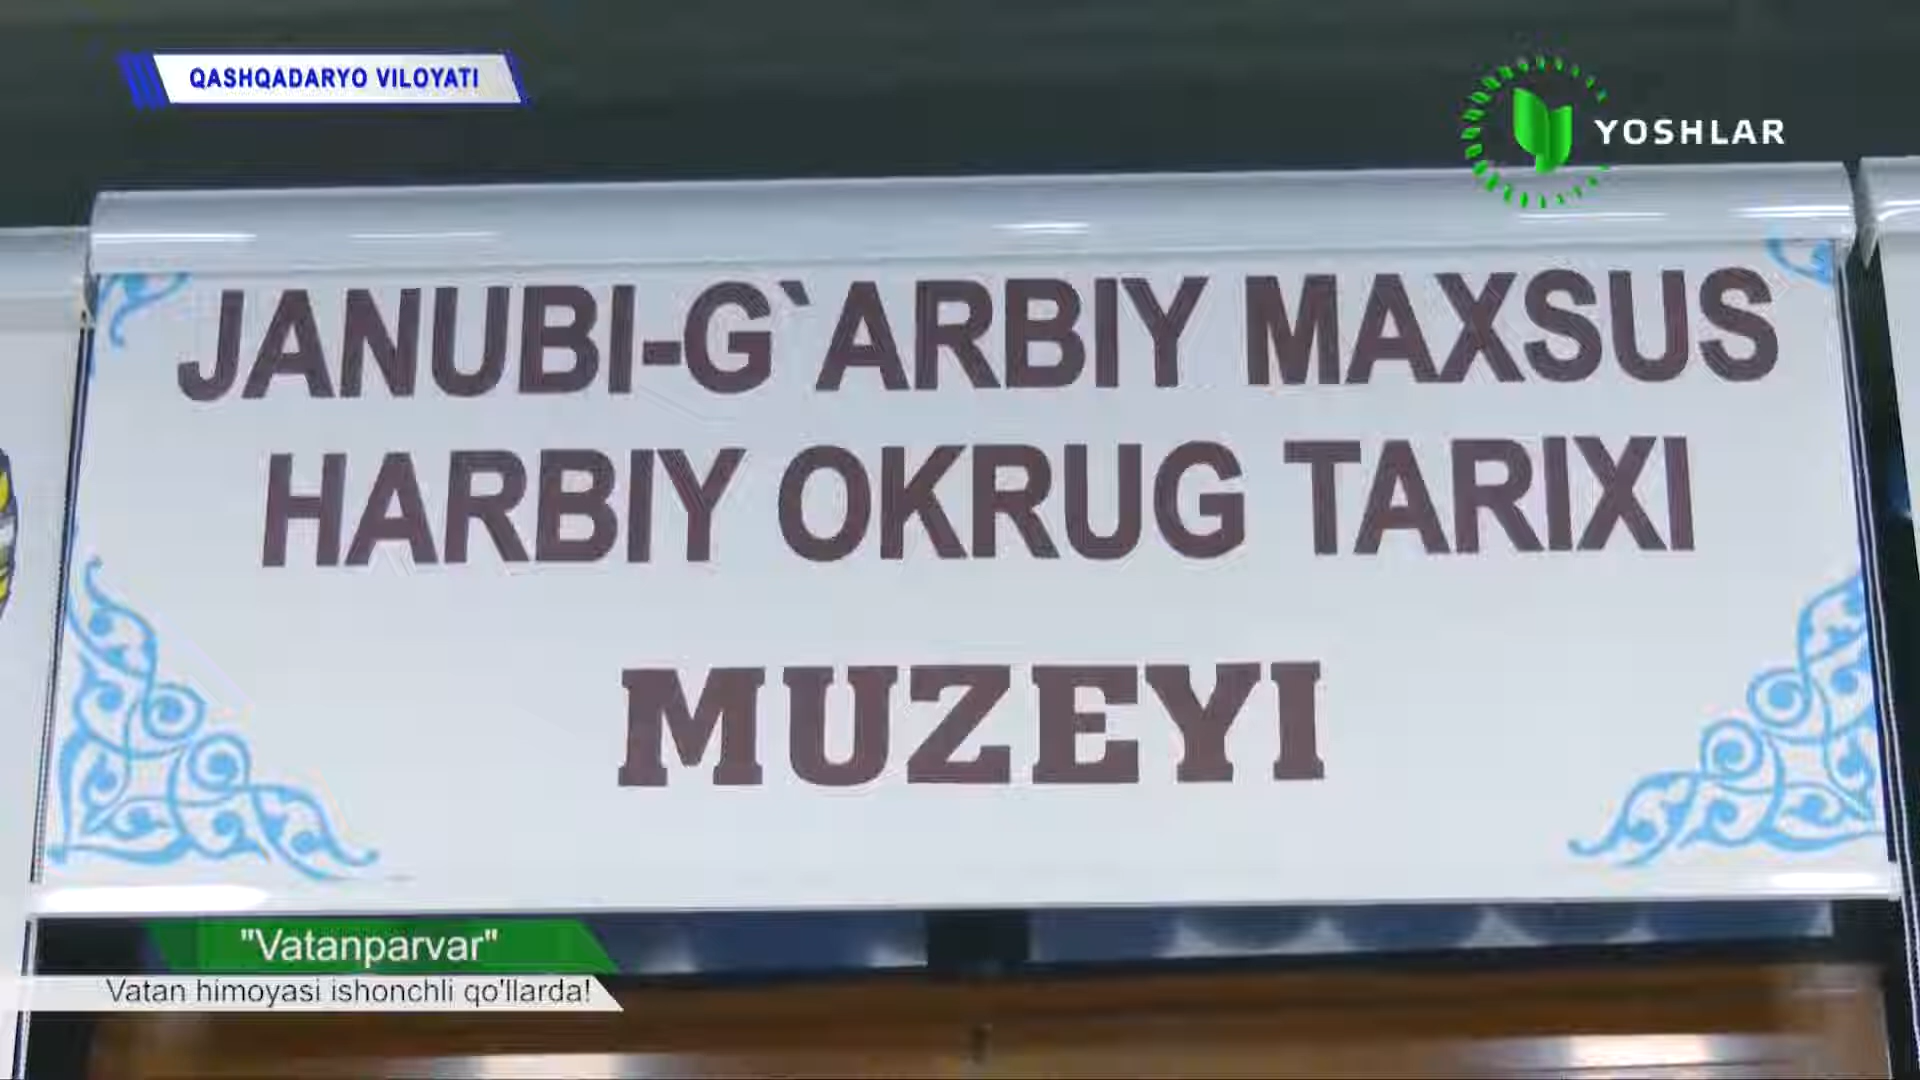 QASHQADARYO VILOYATI
YOSHLAR
JANUBI-G`ARBIY MAXSUS
HARBIY OKRUG TARIXI
MUZEYI
"Vatanparvar"
Vatan himoyasi ishonchli qo'llarda!